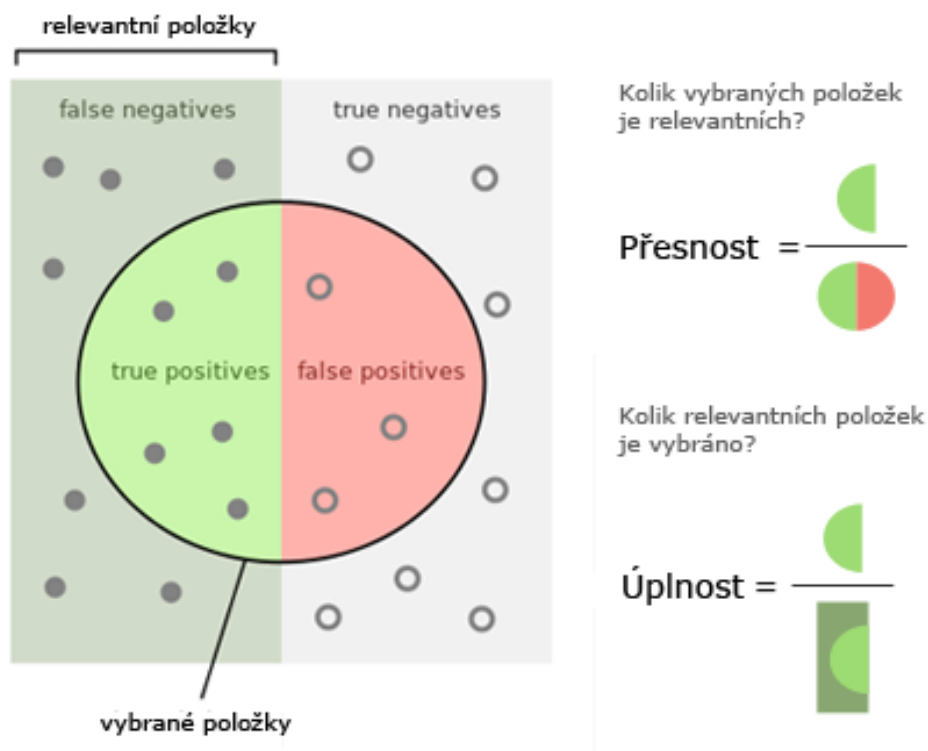 relevantní položky
false negatives
true negatives
true positives
false positives
vybrané položky
Kolik vybraných položek
je relevantních?
Přesnost =
Kolik relevantních položek
je vybráno?
Úplnost =